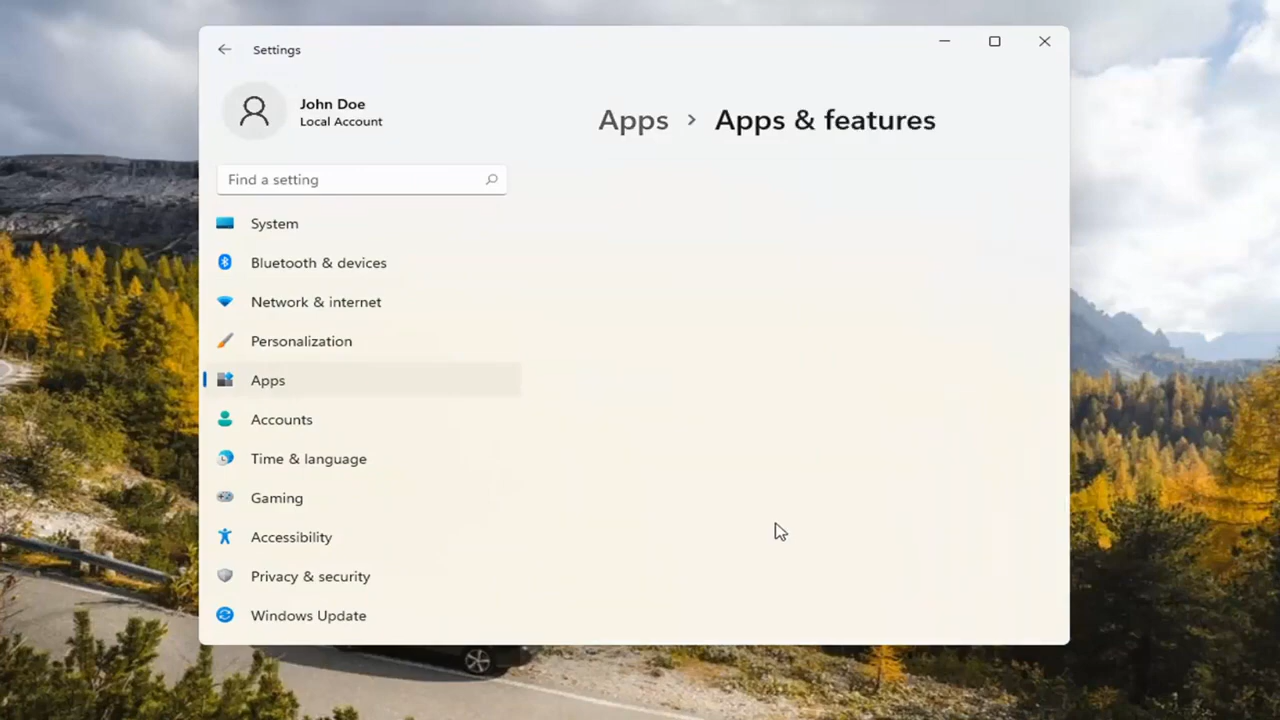 Settings
John Doe
Local Account
Apps > Apps & features
Find a setting
System
Bluetooth & devices
Network & internet
Personalization
Apps
Accounts
Time & language
Gaming
Accessibility
Privacy & security
Windows Update